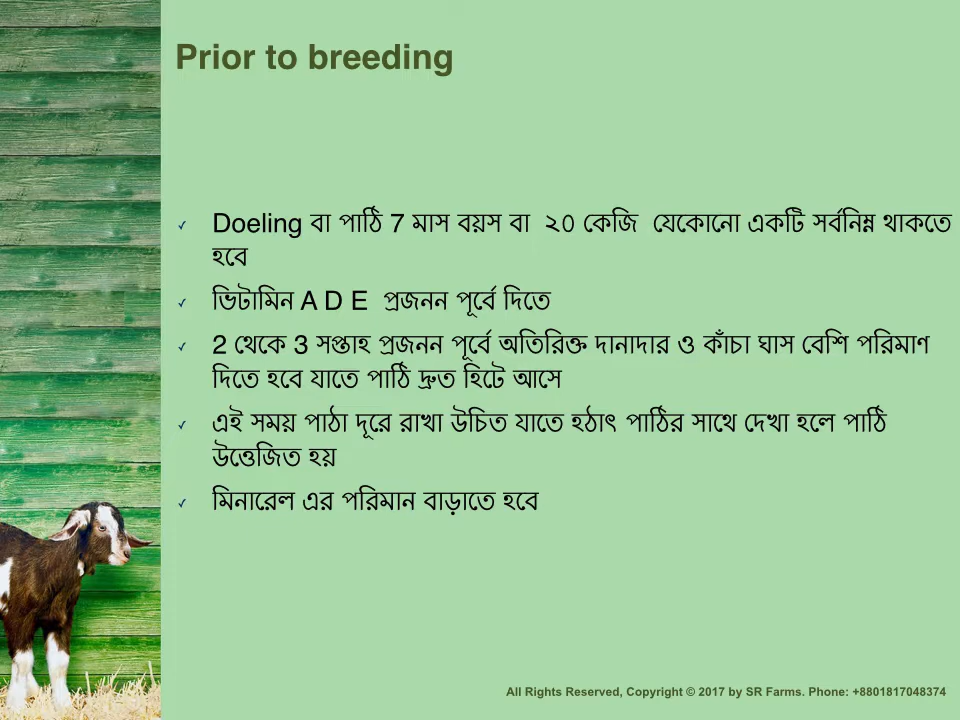 Prior to breeding
✓ Doeling বা পাঠি 7 মাস বয়স বা ২০ কেজি যেকোনো একটি সর্বনিম্ন থাকতে
হবে
✓ ভিটামিন A D E প্রজনন পূর্বে দিতে
✓ 2 থেকে 3 সপ্তাহ প্রজনন পূর্বে অতিরিক্ত দানাদার ও কাঁচা ঘাস বেশি পরিমাণ
দিতে হবে যাতে পাঠি দ্রুত হিটে আসে
✓ এই সময় পাঠা দূরে রাখা উচিত যাতে হঠাৎ পাঠির সাথে দেখা হলে পাঠি
উত্তেজিত হয়
✓ মিনারেল এর পরিমান বাড়াতে হবে
All Rights Reserved, Copyright © 2017 by SR Farms. Phone: +8801817048374